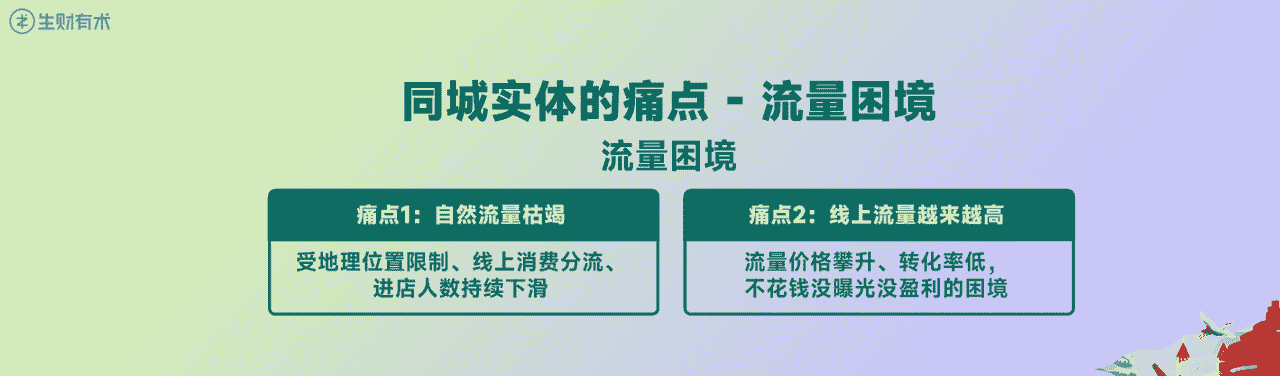 生财有术
同城实体的痛点 - 流量困境
流量困境
痛点1：自然流量枯竭
受地理位置限制、线上消费分流、
进店人数持续下滑
痛点2：线上流量越来越高
流量价格攀升、转化率低，
不花钱没曝光没盈利的困境